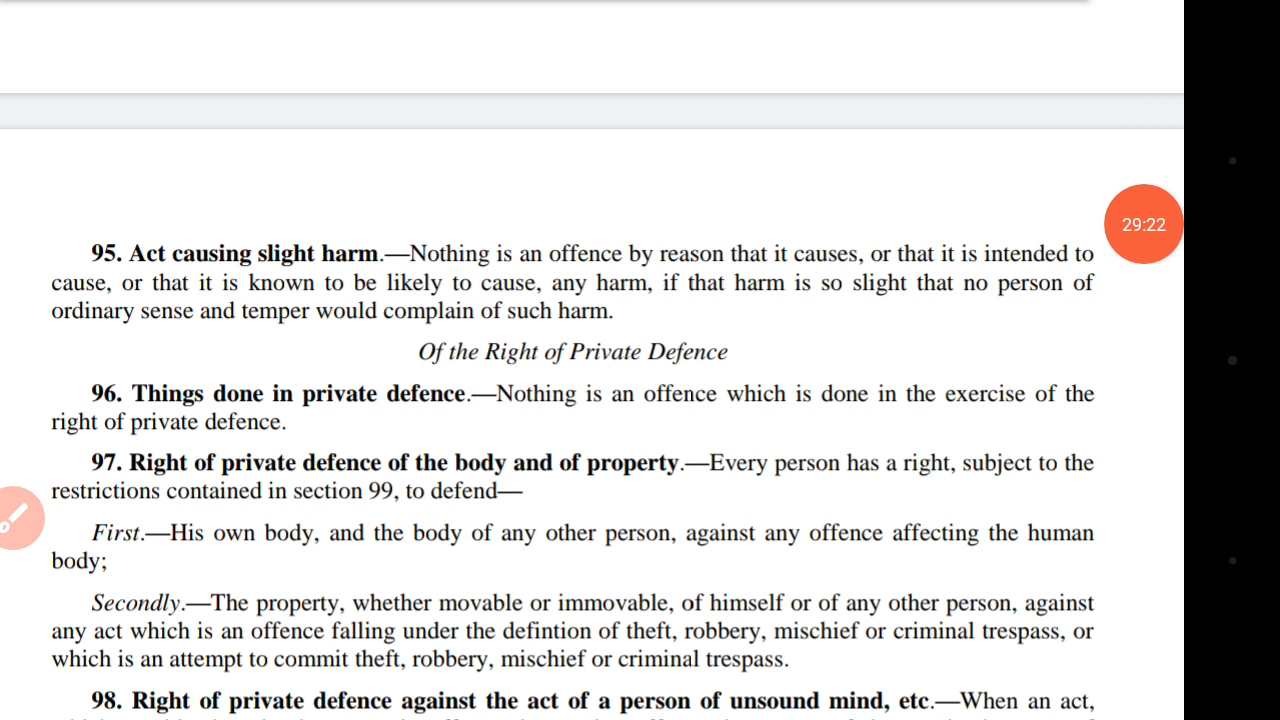 29:22
95. Act causing slight harm.—Nothing is an offence by reason that it causes, or that it is intended to
cause, or that it is known to be likely to cause, any harm, if that harm is so slight that no person of
ordinary sense and temper would complain of such harm.
Of the Right of Private Defence
96. Things done in private defence.—Nothing is an offence which is done in the exercise of the
right of private defence.
97. Right of private defence of the body and of property.—Every person has a right, subject to the
restrictions contained in section 99, to defend—
First.—His own body, and the body of any other person, against any offence affecting the human
body;
Secondly.—The property, whether movable or immovable, of himself or of any other person, against
any act which is an offence falling under the defintion of theft, robbery, mischief or criminal trespass, or
which is an attempt to commit theft, robbery, mischief or criminal trespass.
98. Right of private defence against the act of a person of unsound mind, etc.—When an act,